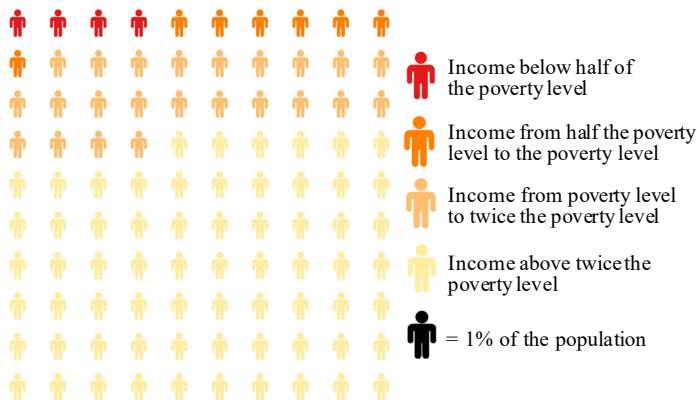 Income below half of
the poverty level
Income from half the poverty
level to the poverty level
Income from poverty level
to twice the poverty level
Income above twice the
poverty level
= 1% of the population